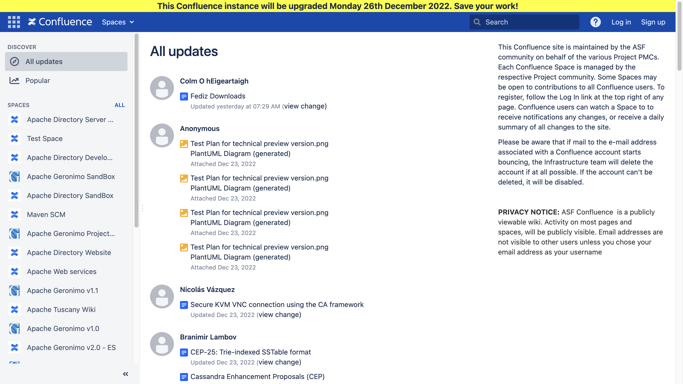 This Confluence instance will be upgraded Monday 26th December 2022. Save your work!
Confluence Spaces Search ? Log in Sign up
DISCOVER
All updates
Popular
SPACES ALL
Apache Directory Server ...
Test Space
Apache Directory Develo...
Apache Geronimo SandBox
Apache Directory SandBox
Maven SCM
Apache Geronimo Project...
Apache Directory Website
Apache Web services
Apache Geronimo v1.1
Apache Tuscany Wiki
Apache Geronimo v1.0
Apache Geronimo v2.0 - ES
All updates
Colm O hEigeartaigh
Fediz Downloads
Updated yesterday at 07:29 AM (view change)
Anonymous
Test Plan for technical preview version.png
PlantUML Diagram (generated)
Attached Dec 23, 2022
Test Plan for technical preview version.png
PlantUML Diagram (generated)
Attached Dec 23, 2022
Test Plan for technical preview version.png
PlantUML Diagram (generated)
Attached Dec 23, 2022
Test Plan for technical preview version.png
PlantUML Diagram (generated)
Attached Dec 23, 2022
Nicolás Vázquez
Secure KVM VNC connection using the CA framework
Updated Dec 23, 2022 (view change)
Branimir Lambov
CEP-25: Trie-indexed SSTable format
Updated Dec 23, 2022 (view change)
Cassandra Enhancement Proposals (CEP)
This Confluence site is maintained by the ASF
community on behalf of the various Project PMCs.
Each Confluence Space is managed by the
respective Project community. Some Spaces may
be open to contributions to all Confluence users. To
register, follow the Log In link at the top right of any
page. Confluence users can watch a Space to to
receive notifications any changes, or receive a daily
summary of all changes to the site.
Please be aware that if mail to the e-mail address
associated with a Confluence account starts
bouncing, the Infrastructure team will delete the
account if at all possible. If the account can't be
deleted, it will be disabled.
PRIVACY NOTICE: ASF Confluence is a publicly
viewable wiki. Activity on most pages and
spaces, will be publicly visible. Email addresses are
not visible to other users unless you chose your
email address as your username